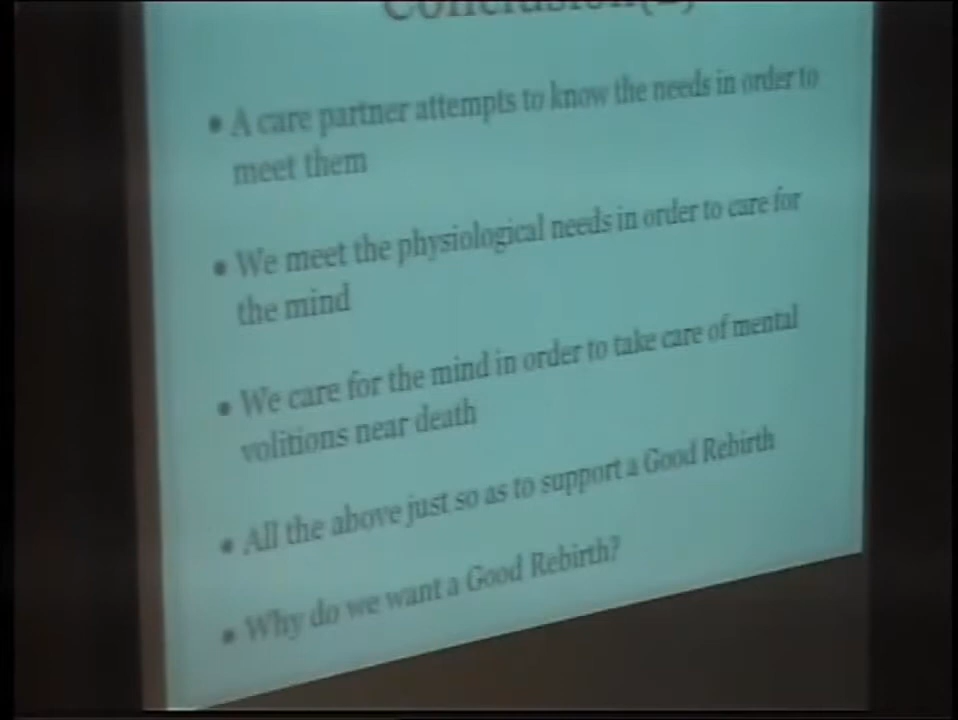 Conclusion(2)
• A care partner attempts to know the needs in order to
meet them
• We meet the physiological needs in order to care for
the mind
• We care for the mind in order to take care of mental
volitions near death
• All the above just so as to support a Good Rebirth
• Why do we want a Good Rebirth?